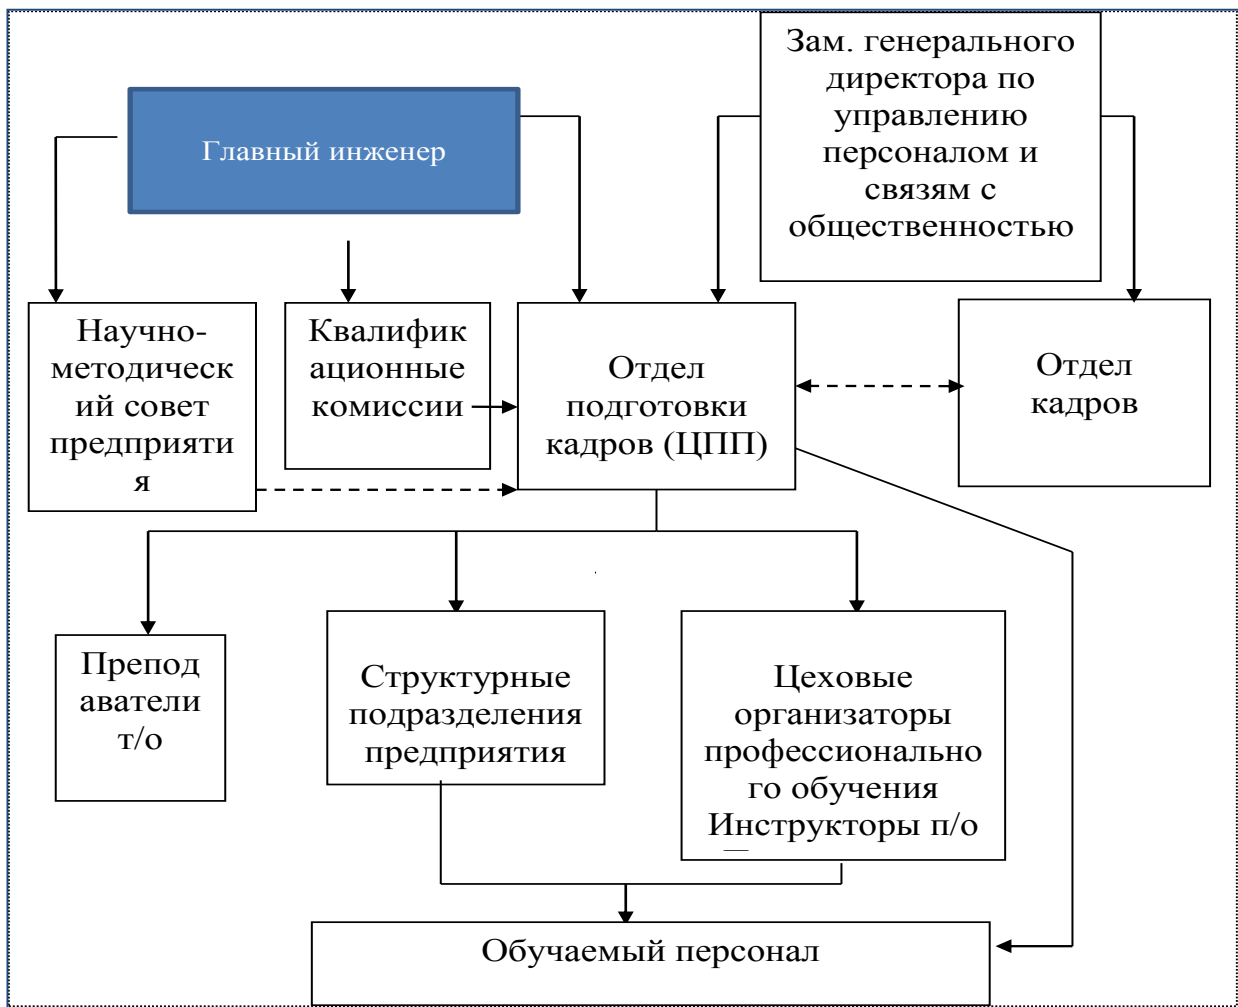 Зам. генерального
директора по
управлению
персоналом и
связям с
общественностью
Главный инженер
Научно-
методическ
ий совет
предприяти
я
Квалифик
ационные
комиссии
Отдел
подготовки
кадров (ЦПП)
Отдел
кадров
Препод
аватели
т/о
Структурные
подразделения
предприятия
Цеховые
организаторы
профессионально
го обучения
Инструкторы п/о
Обучаемый персонал